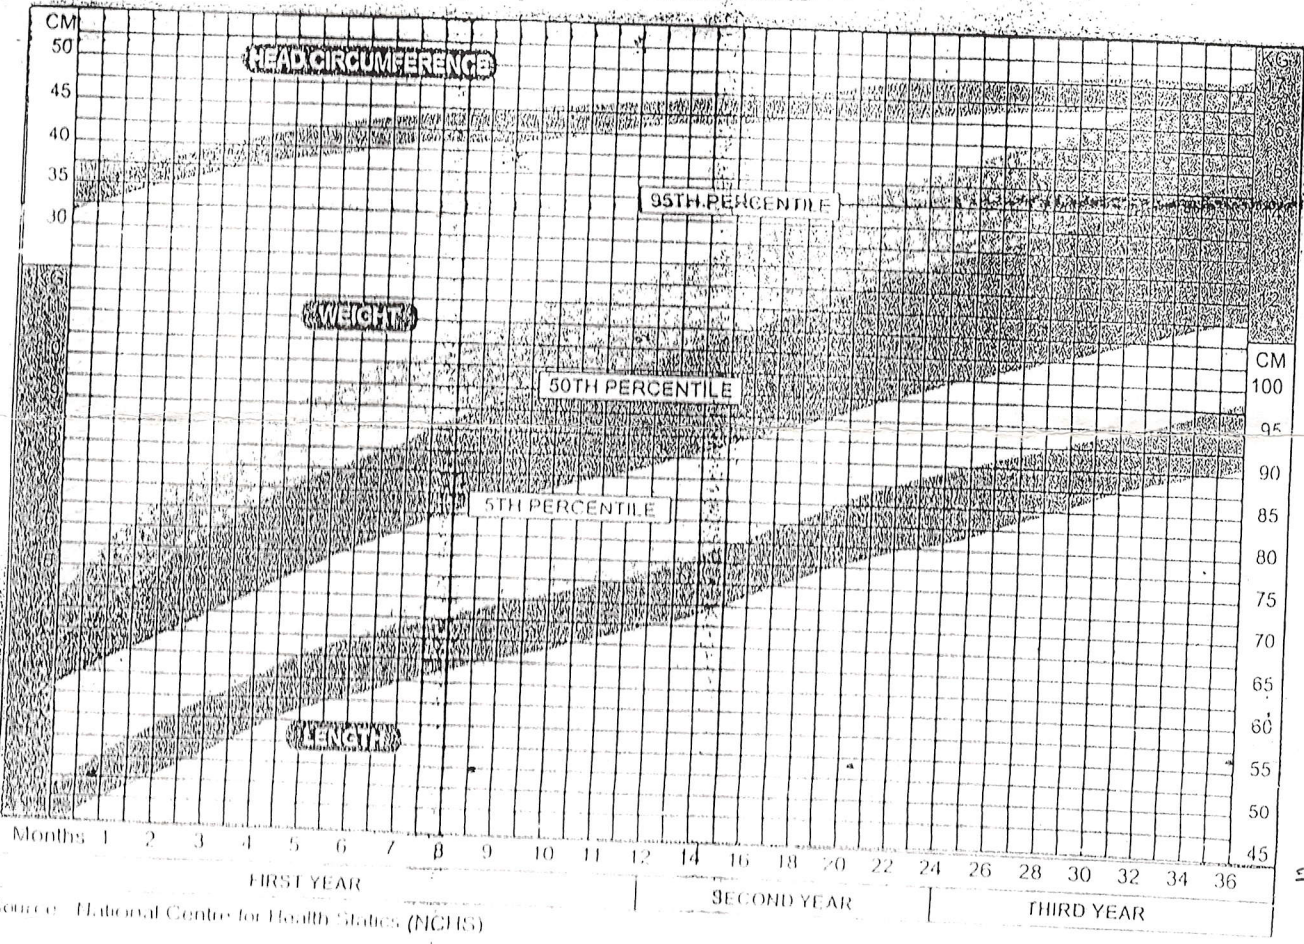 CM
50
45
40
35
30
HEAD CIRCUMFERENCE
KG
16
95TH PERCENTILE
WEIGHT
50TH PERCENTILE
5TH PERCENTILE
LENGTH
CM
100
95
90
85
80
75
70
65
60
55
50
45
Months 1 2 3 4 5 6 7 8 9 10 11 12 14 16 18 20 22 24 26 28 30 32 34 36
FIRST YEAR SECOND YEAR THIRD YEAR
National Centre for Health Statics (NCHS)